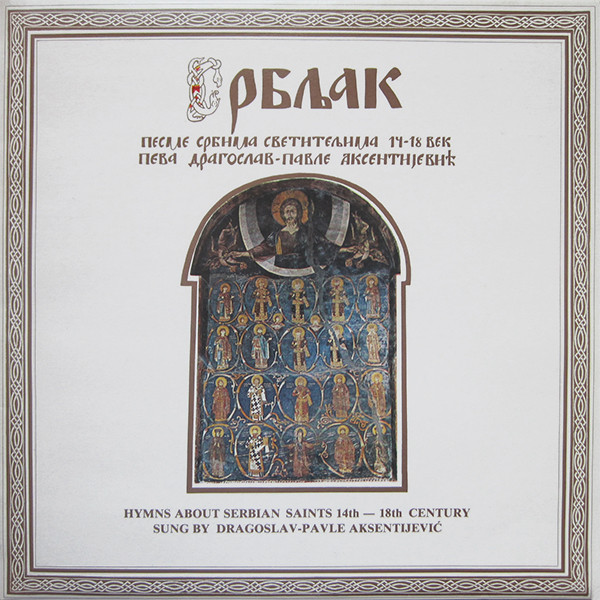 Србљак
песме србима светитељима 14-18 век
пева драгослав-павле аксентијевић
HYMNS ABOUT SERBIAN SAINTS 14th — 18th CENTURY
SUNG BY DRAGOSLAV-PAVLE AKSENTIJEVIĆ